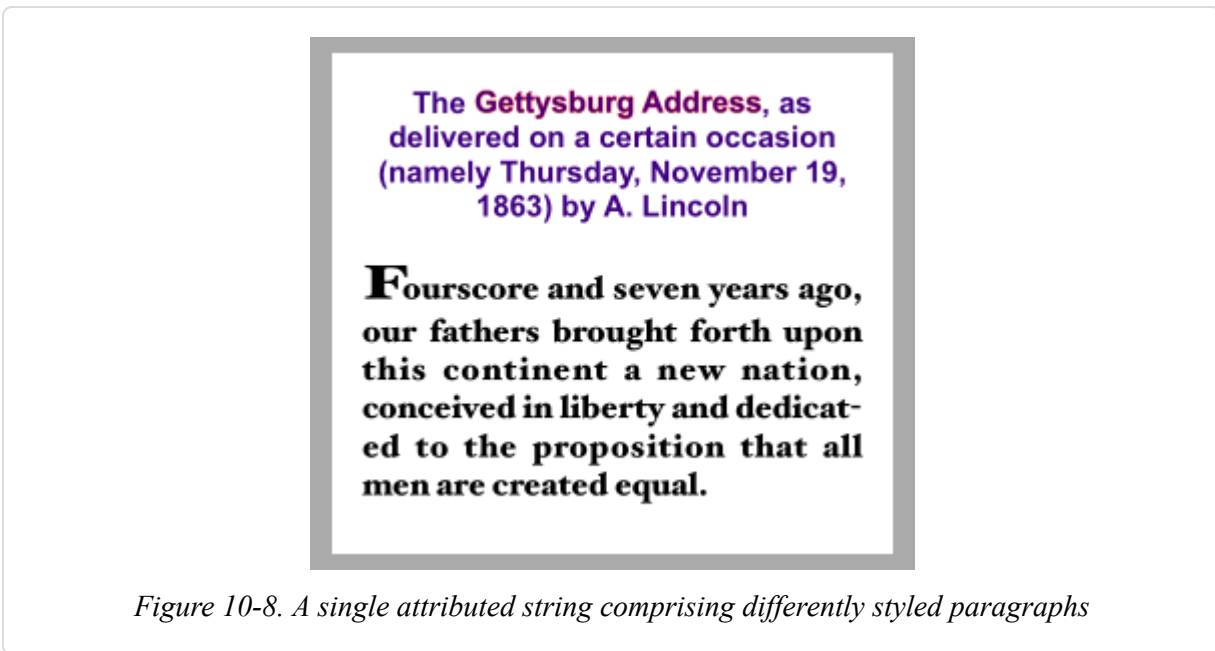 The Gettysburg Address, as
delivered on a certain occasion
(namely Thursday, November 19,
1863) by A. Lincoln
Fourscore and seven years ago,
our fathers brought forth upon
this continent a new nation,
conceived in liberty and dedicat-
ed to the proposition that all
men are created equal.
Figure 10-8. A single attributed string comprising differently styled paragraphs